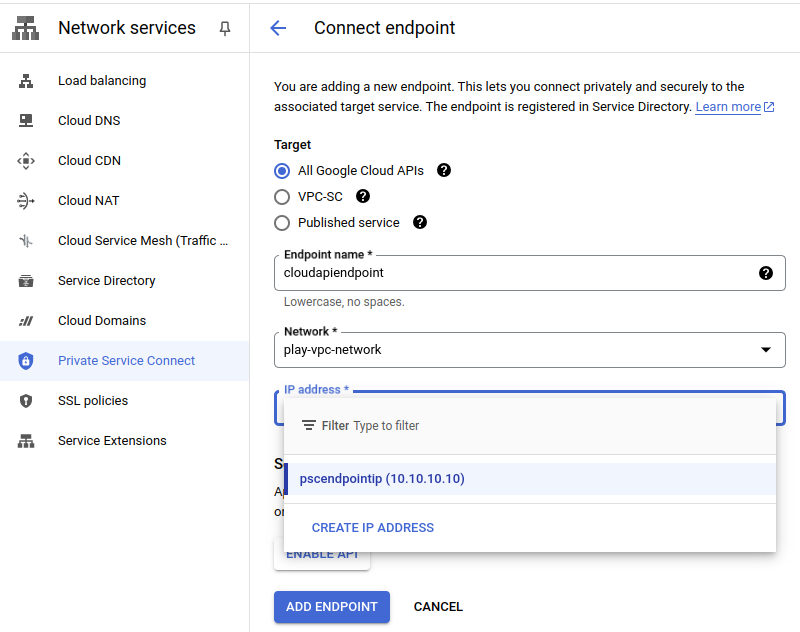 Network services
Load balancing
Cloud DNS
Cloud CDN
Cloud NAT
Cloud Service Mesh (Traffic ...
Service Directory
Cloud Domains
Private Service Connect
SSL policies
Service Extensions
Connect endpoint
You are adding a new endpoint. This lets you connect privately and securely to the
associated target service. The endpoint is registered in Service Directory. Learn more
Target
All Google Cloud APIs
VPC-SC
Published service
Endpoint name *
cloudapiendpoint
Lowercase, no spaces.
Network *
play-vpc-network
IP address *
Filter Type to filter
pscendpointip (10.10.10.10)
CREATE IP ADDRESS
ENABLE API
ADD ENDPOINT
CANCEL